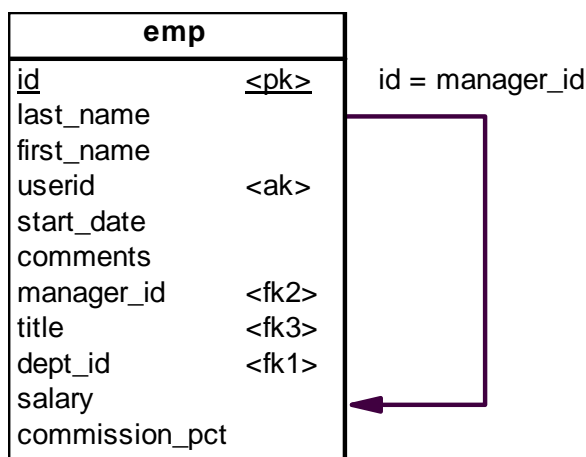 emp
id <pk> id = manager_id
last_name
first_name
userid <ak>
start_date
comments
manager_id <fk2>
title <fk3>
dept_id <fk1>
salary
commission_pct